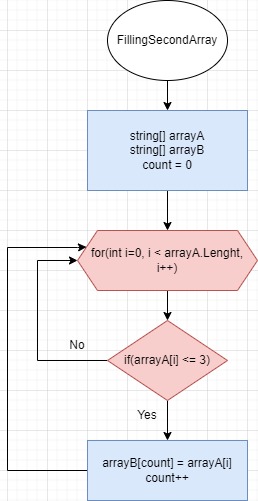 FillingSecondArray
string[] arrayA
string[] arrayB
count = 0
for(int i=0, i < arrayA.Lenght,
i++)
No
if(arrayA[i] <= 3)
Yes
arrayB[count] = arrayA[i]
count++